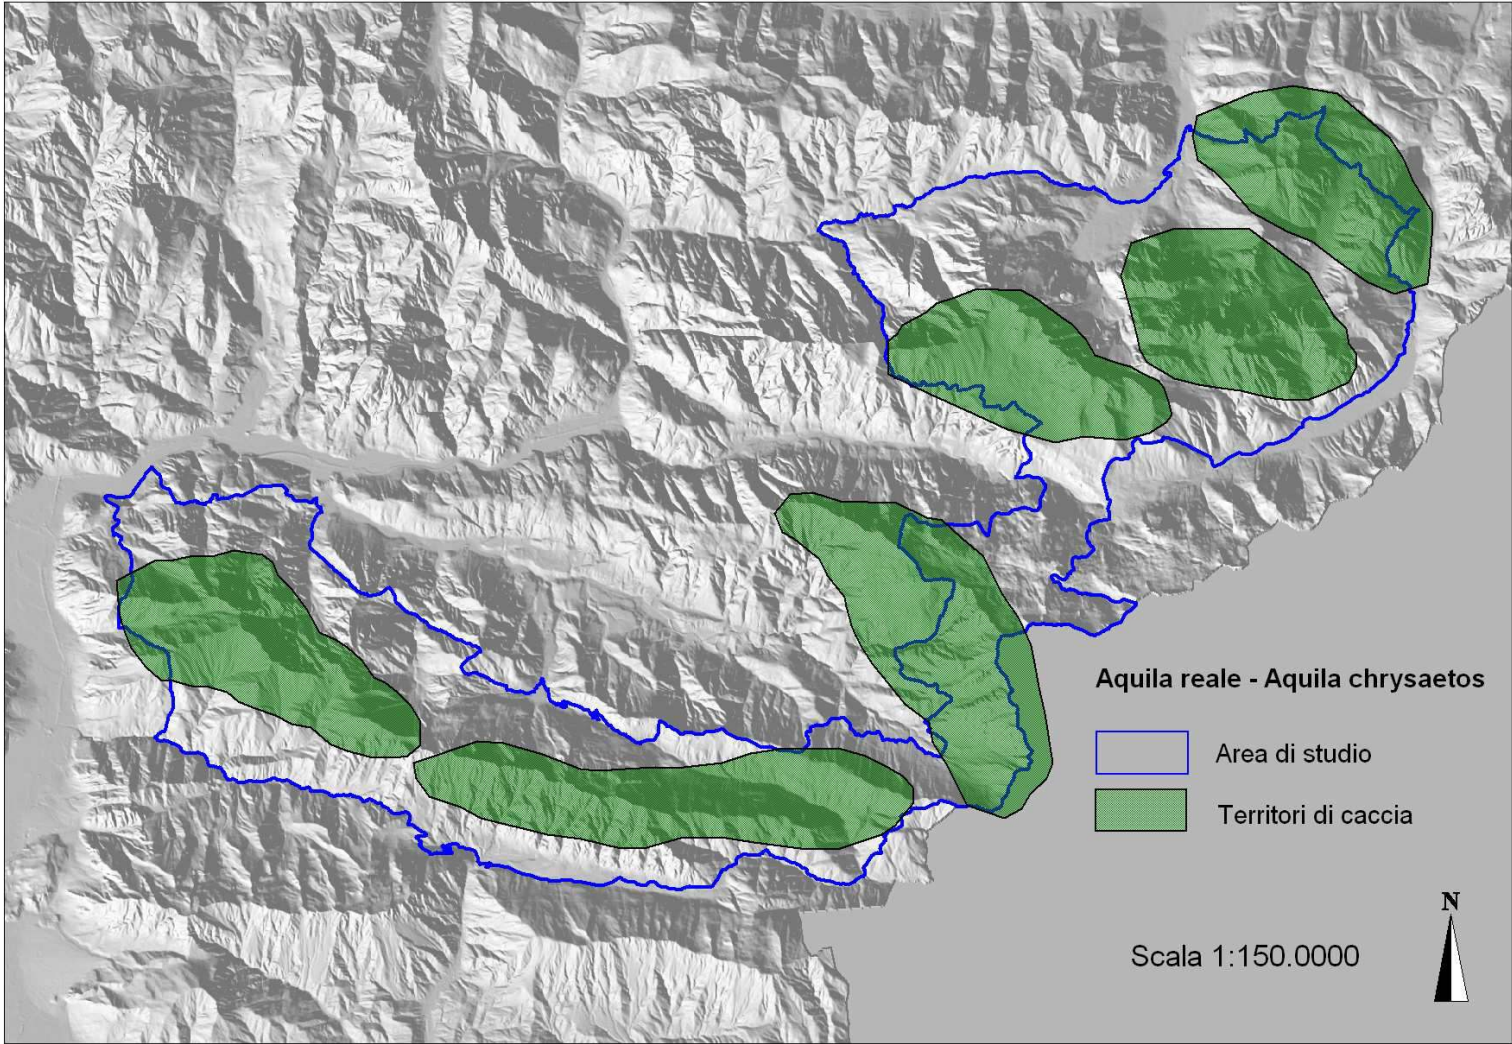 Aquila reale - Aquila chrysaetos
Area di studio
Territori di caccia
N
Scala 1:150.0000